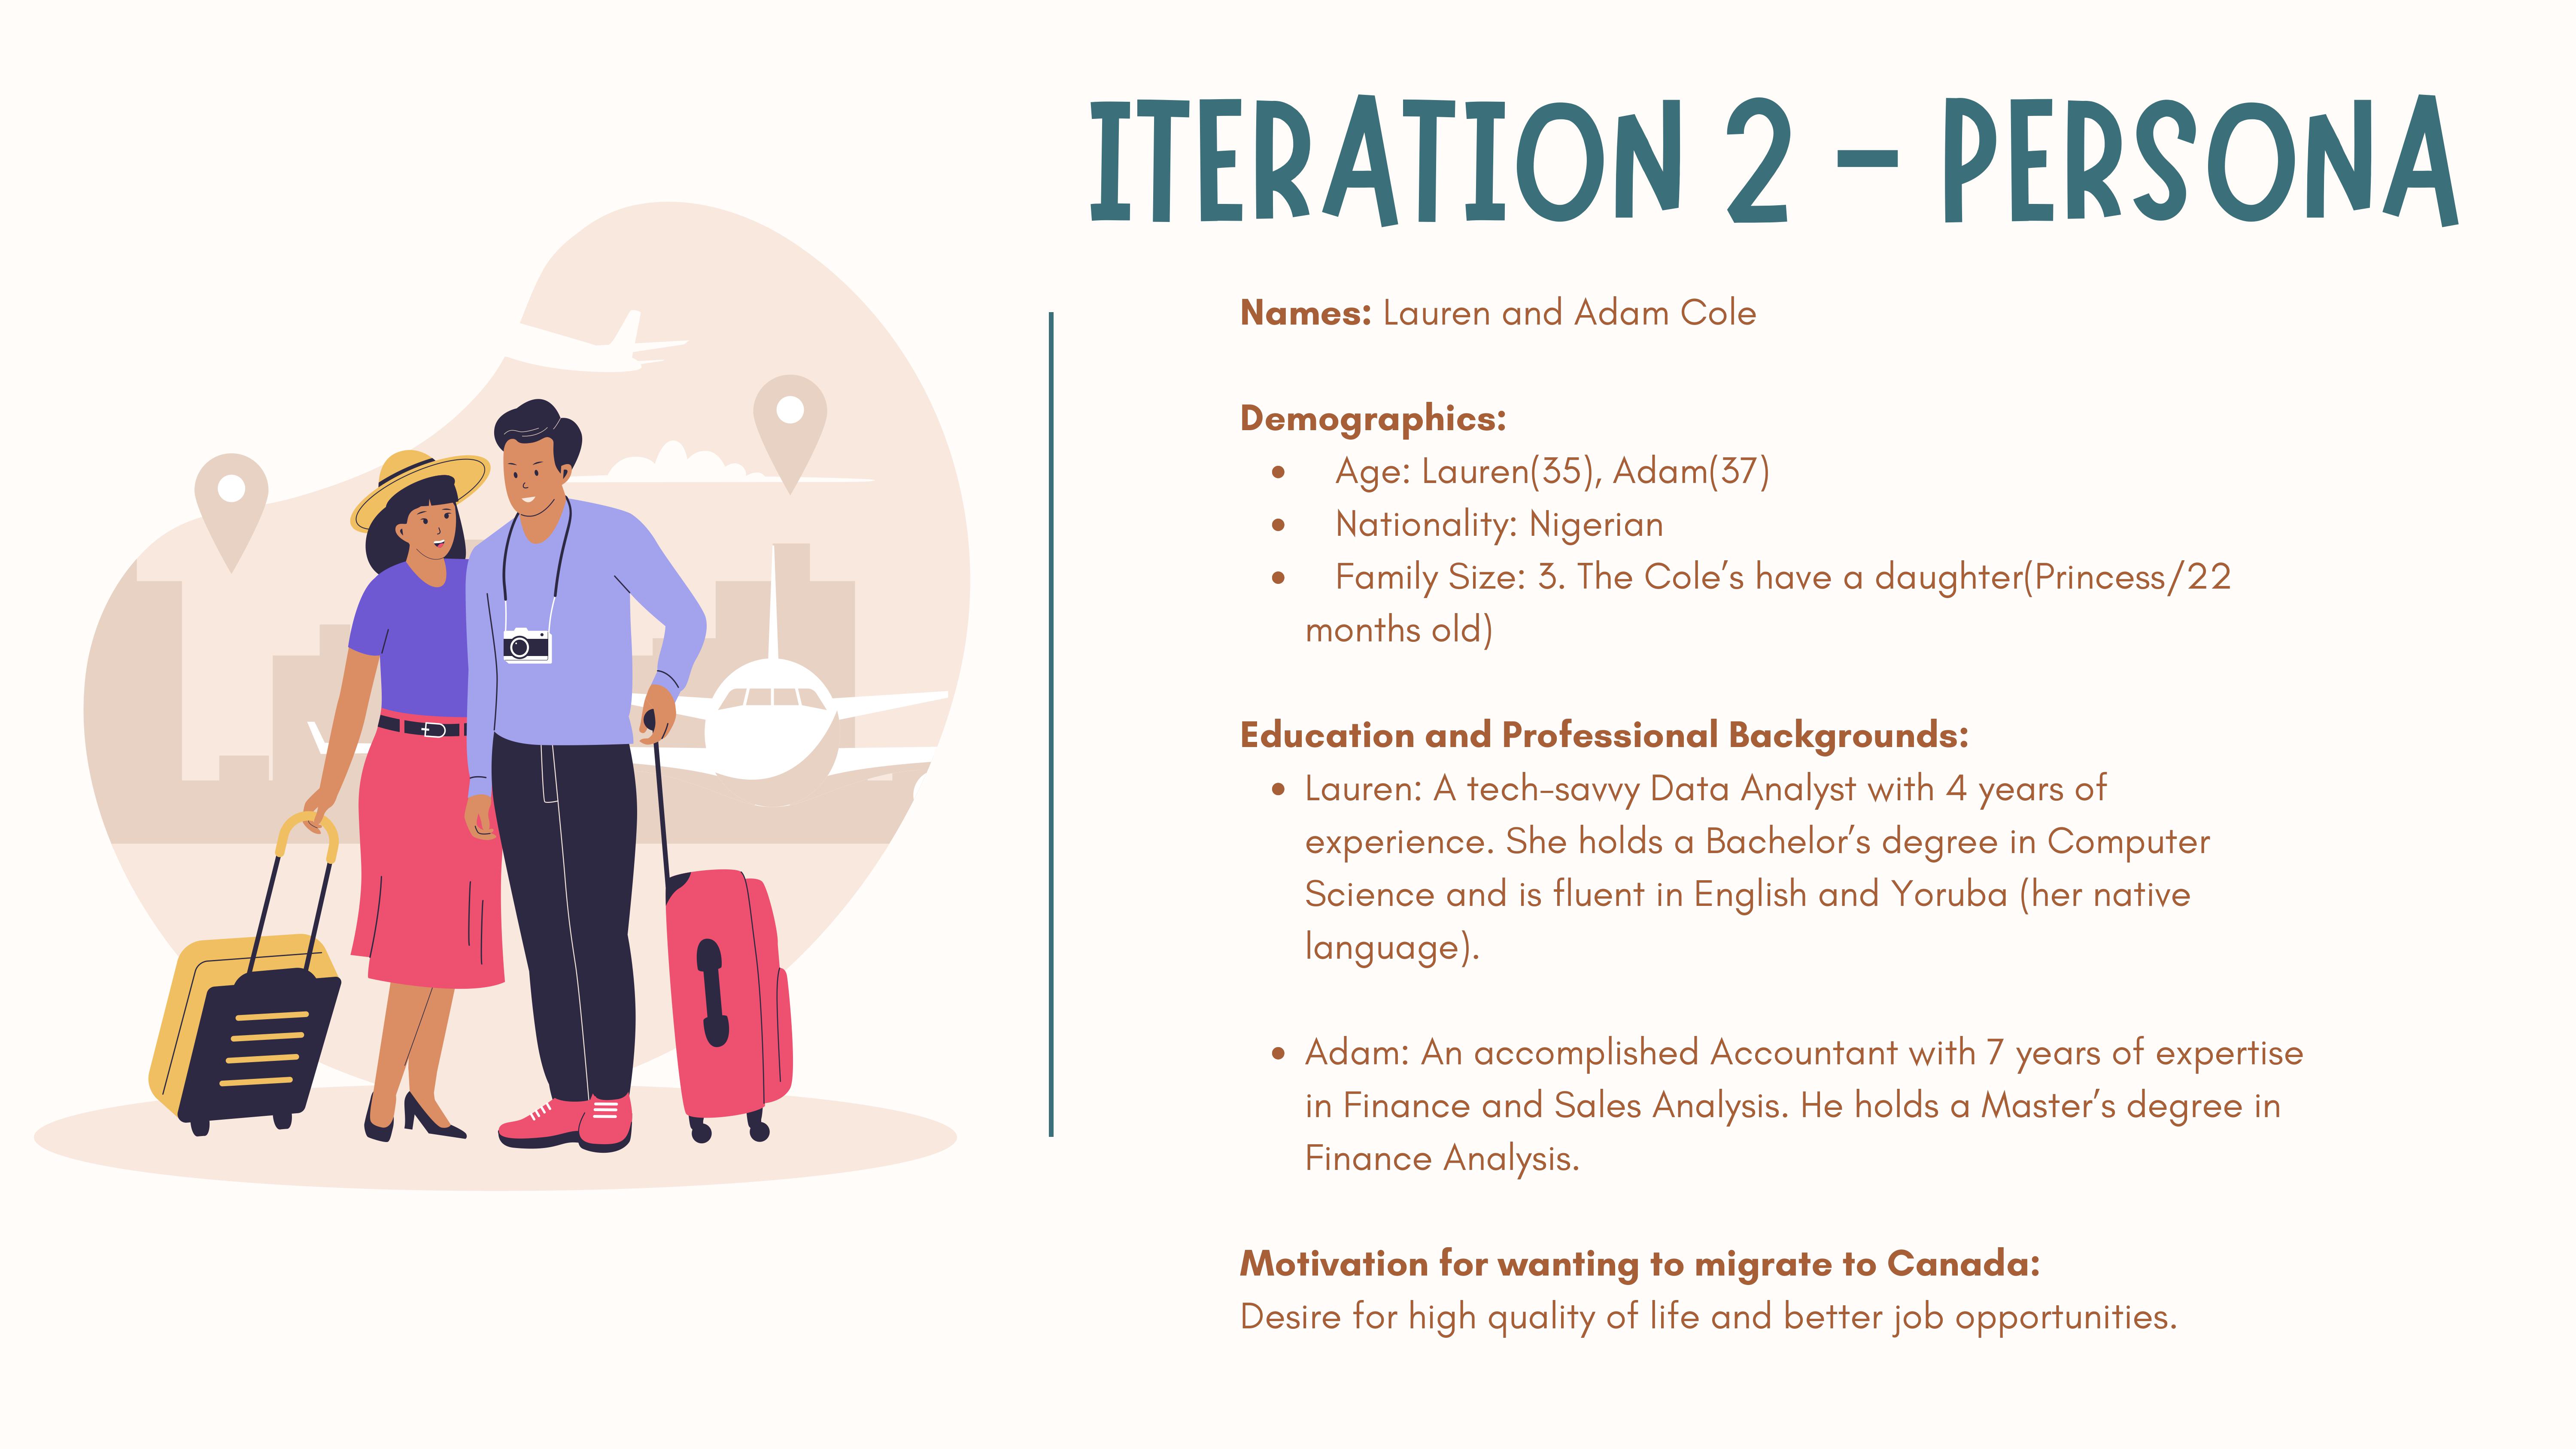 ITERATION 2 – PERSONA
Names: Lauren and Adam Cole
Demographics:
• Age: Lauren(35), Adam(37)
• Nationality: Nigerian
• Family Size: 3. The Cole’s have a daughter(Princess/22
months old)
Education and Professional Backgrounds:
• Lauren: A tech-savvy Data Analyst with 4 years of
experience. She holds a Bachelor’s degree in Computer
Science and is fluent in English and Yoruba (her native
language).
• Adam: An accomplished Accountant with 7 years of expertise
in Finance and Sales Analysis. He holds a Master’s degree in
Finance Analysis.
Motivation for wanting to migrate to Canada:
Desire for high quality of life and better job opportunities.